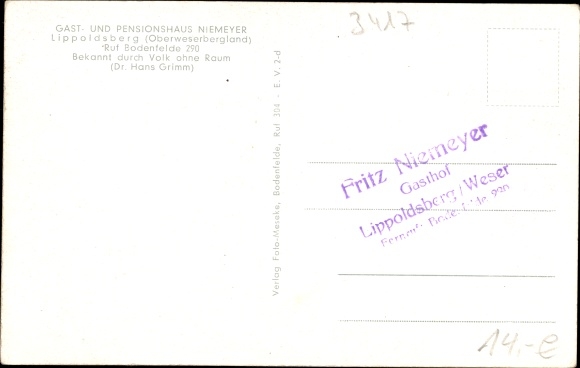 GAST- UND PENSIONSHAUS NIEMEYER
Lippoldsberg (Oberweserbergland)
Ruf Bodenfelde 290
Bekannt durch Volk ohne Raum
(Dr. Hans Grimm)
Verlag Foto-Meseke, Bodenfelde, Ruf 304 - E. V. 2-d
3417
Fritz Niemeyer
Gasthof
Lippoldsberg/Weser
14,-€